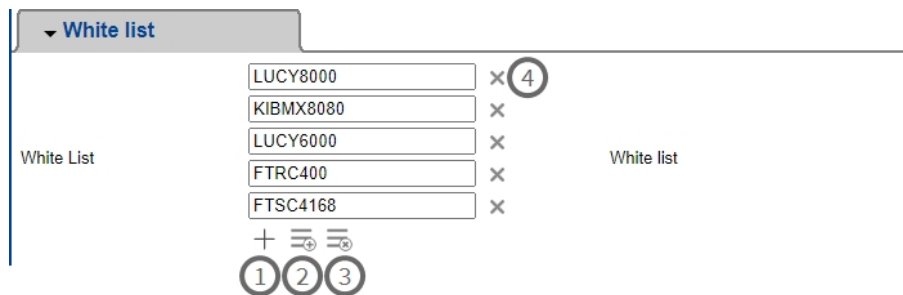 White list
LUCY8000
4
KIBMX8080
LUCY6000
White List
White list
FTRC400
FTSC4168
1 2 3